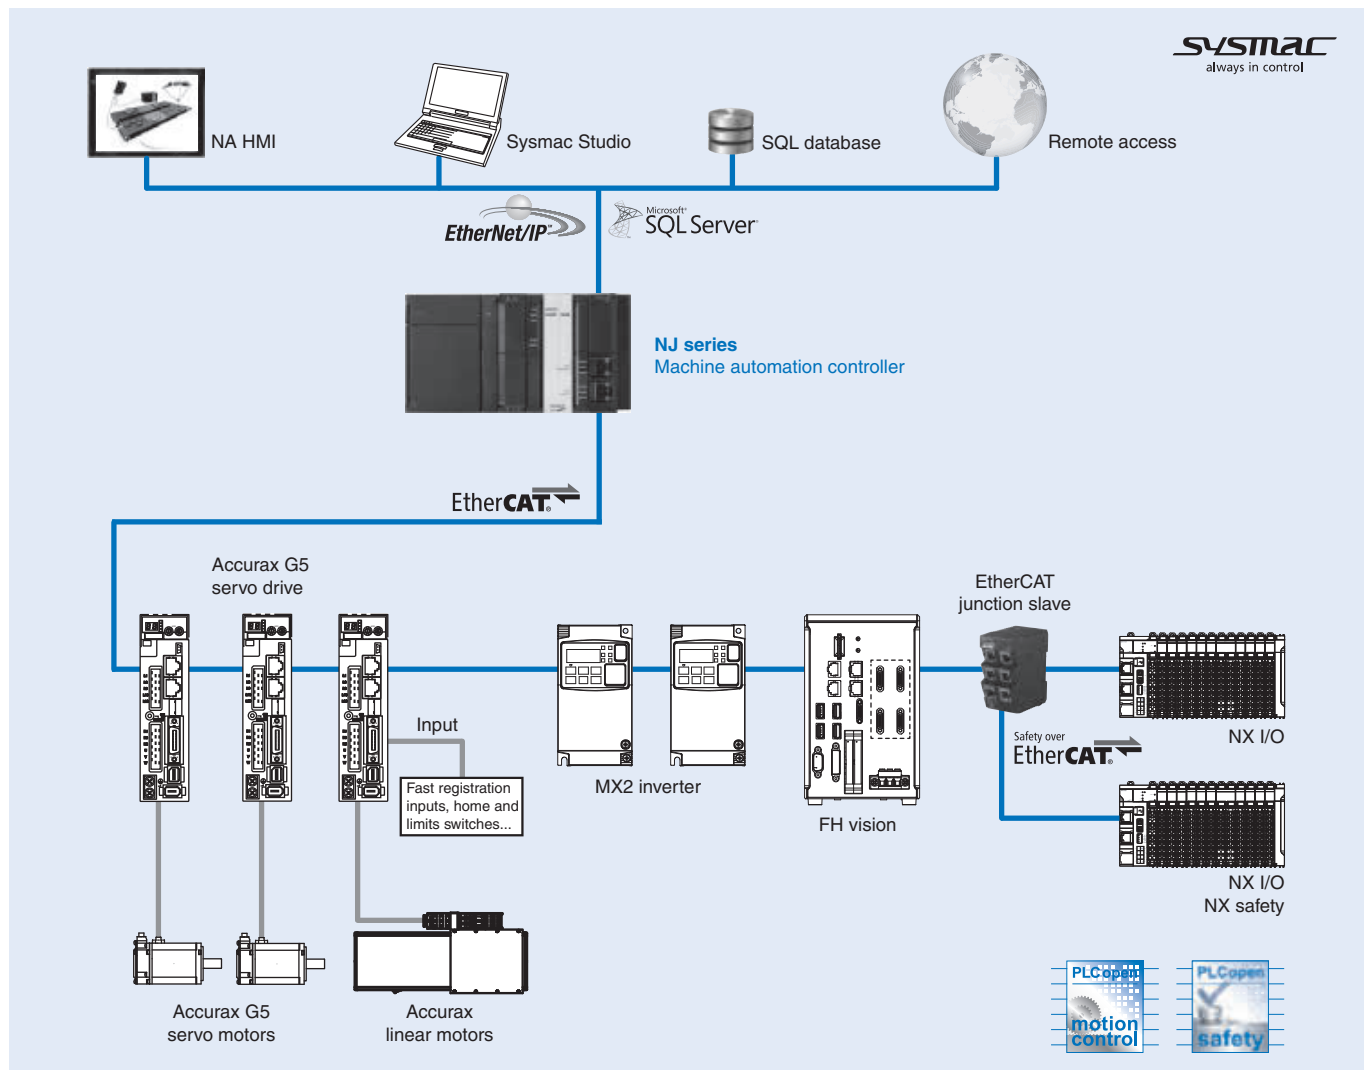 sysmac
always in control
NA HMI
Sysmac Studio
SQL database
Remote access
EtherNet/IP™
Microsoft®
SQL Server®
NJ series
Machine automation controller
EtherCAT®
Accurax G5
servo drive
EtherCAT
junction slave
Input
Fast registration
inputs, home and
limits switches...
MX2 inverter
FH vision
Safety over
EtherCAT®
NX I/O
NX I/O
NX safety
Accurax G5
servo motors
Accurax
linear motors
PLCopen
motion
control
PLCopen
safety